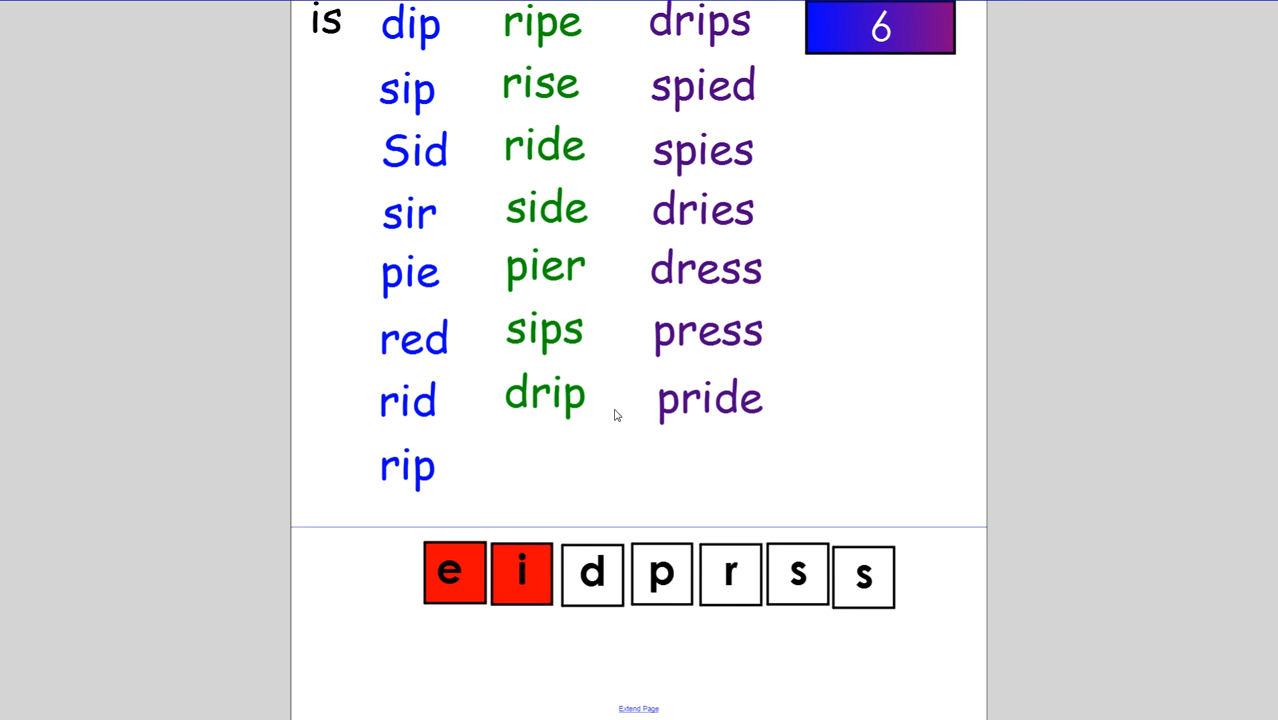 is dip ripe drips 6
sip rise spied
Sid ride spies
sir side dries
pie pier dress
red sips press
rid drip pride
rip
e i d p r s s
Extend Page